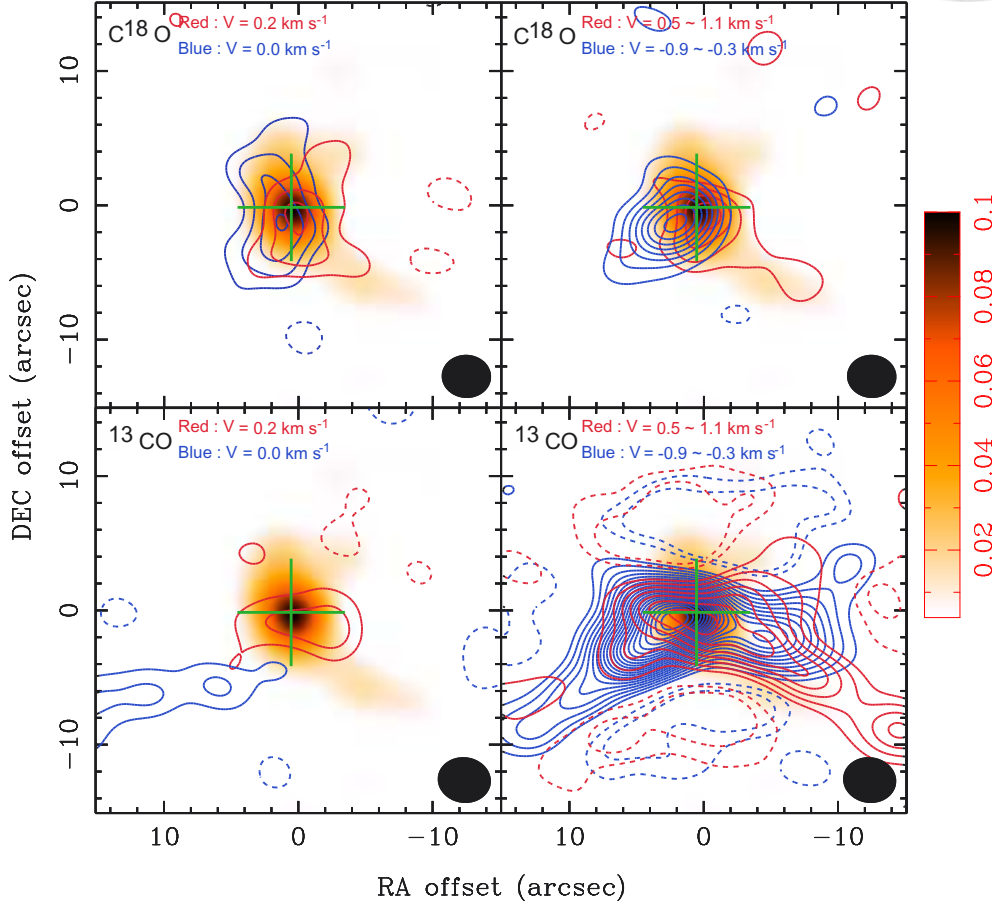 C18 O
Red : V = 0.2 km s-1
Blue : V = 0.0 km s-1
C18 O
Red : V = 0.5 ~ 1.1 km s-1
Blue : V = -0.9 ~ -0.3 km s-1
13 CO
Red : V = 0.2 km s-1
Blue : V = 0.0 km s-1
13 CO
Red : V = 0.5 ~ 1.1 km s-1
Blue : V = -0.9 ~ -0.3 km s-1
10
0
−10
10
0
−10
DEC offset (arcsec)
10
0
−10
10
0
−10
RA offset (arcsec)
0.1
0.08
0.06
0.04
0.02